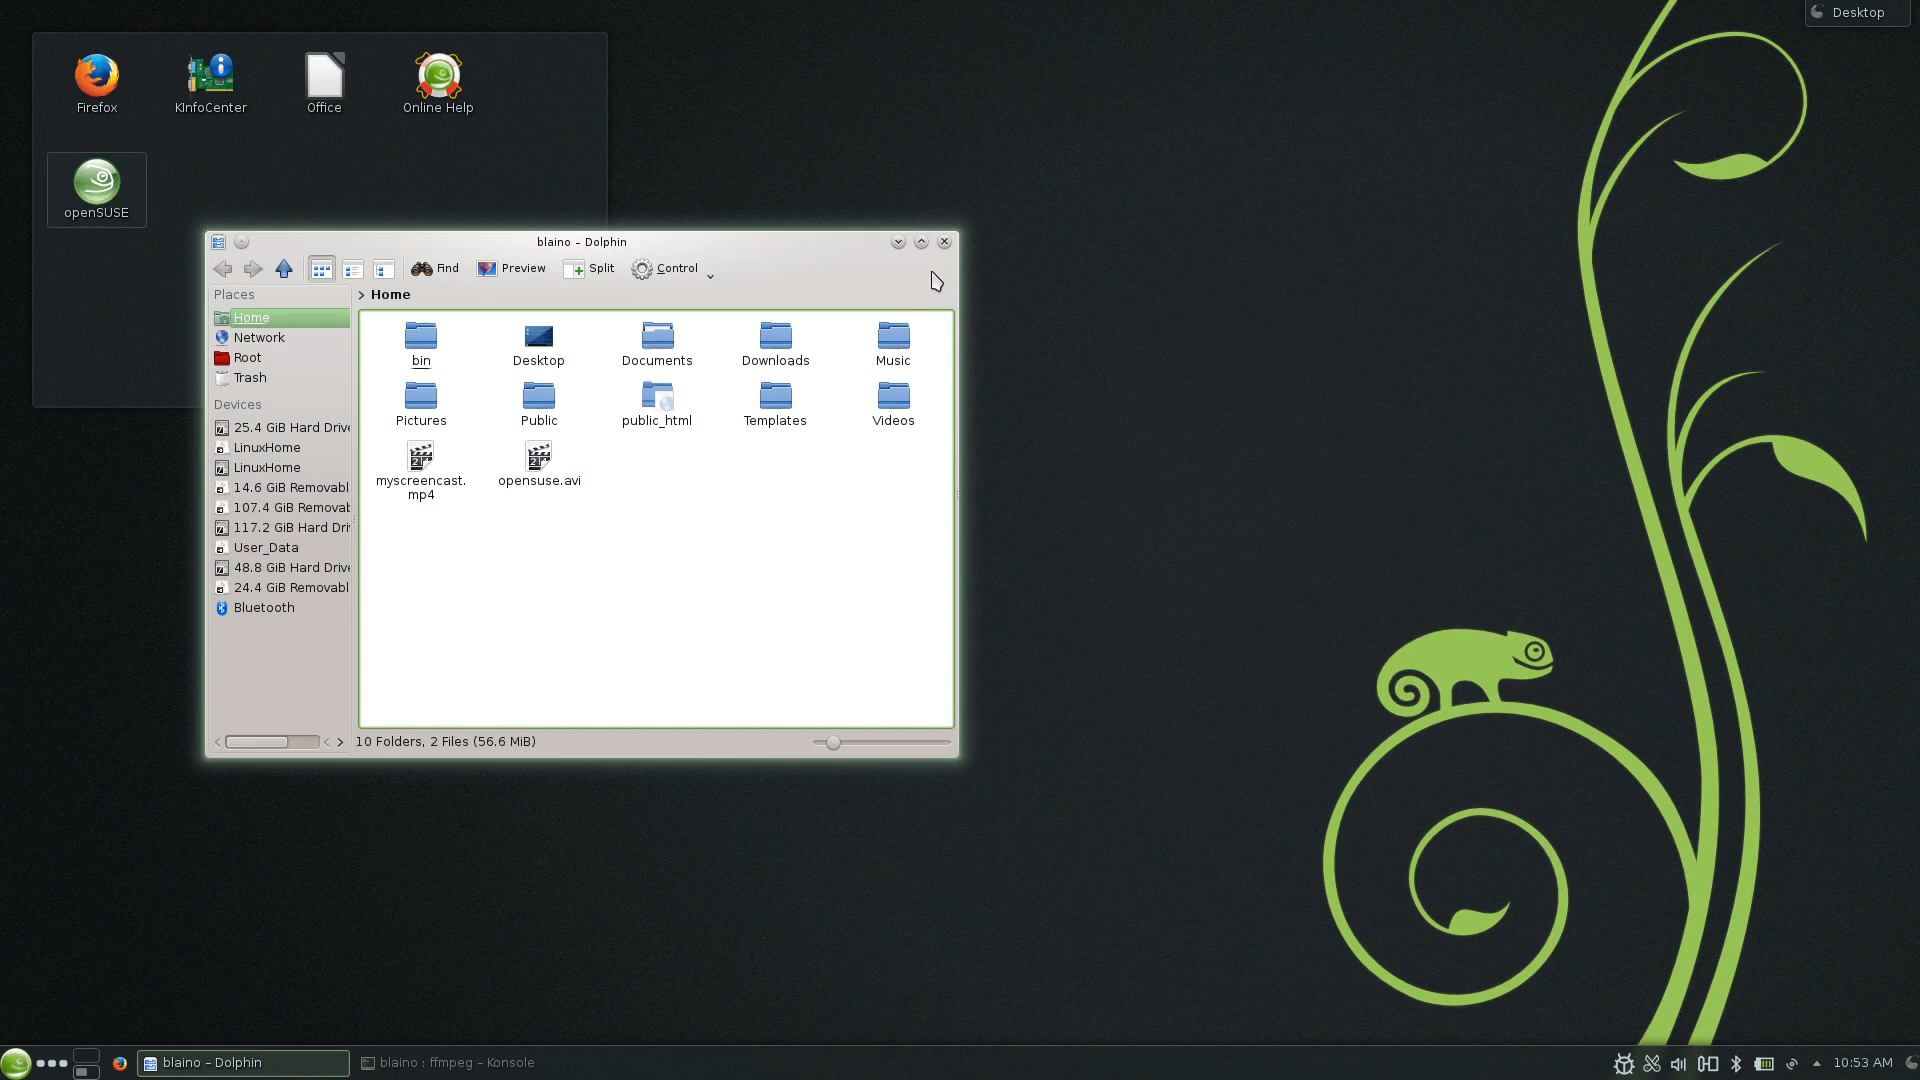 Desktop
Firefox
KInfoCenter
Office
Online Help
openSUSE
blaino – Dolphin
Find
Preview
Split
Control
Places
> Home
Home
Network
Root
Trash
Devices
25.4 GiB Hard Drive
LinuxHome
LinuxHome
14.6 GiB Removabl
107.4 GiB Removab
117.2 GiB Hard Dri
User_Data
48.8 GiB Hard Drive
24.4 GiB Removabl
Bluetooth
bin
Desktop
Documents
Downloads
Music
Pictures
Public
public_html
Templates
Videos
myscreencast.
mp4
opensuse.avi
10 Folders, 2 Files (56.6 MiB)
blaino – Dolphin
blaino : ffmpeg – Konsole
10:53 AM